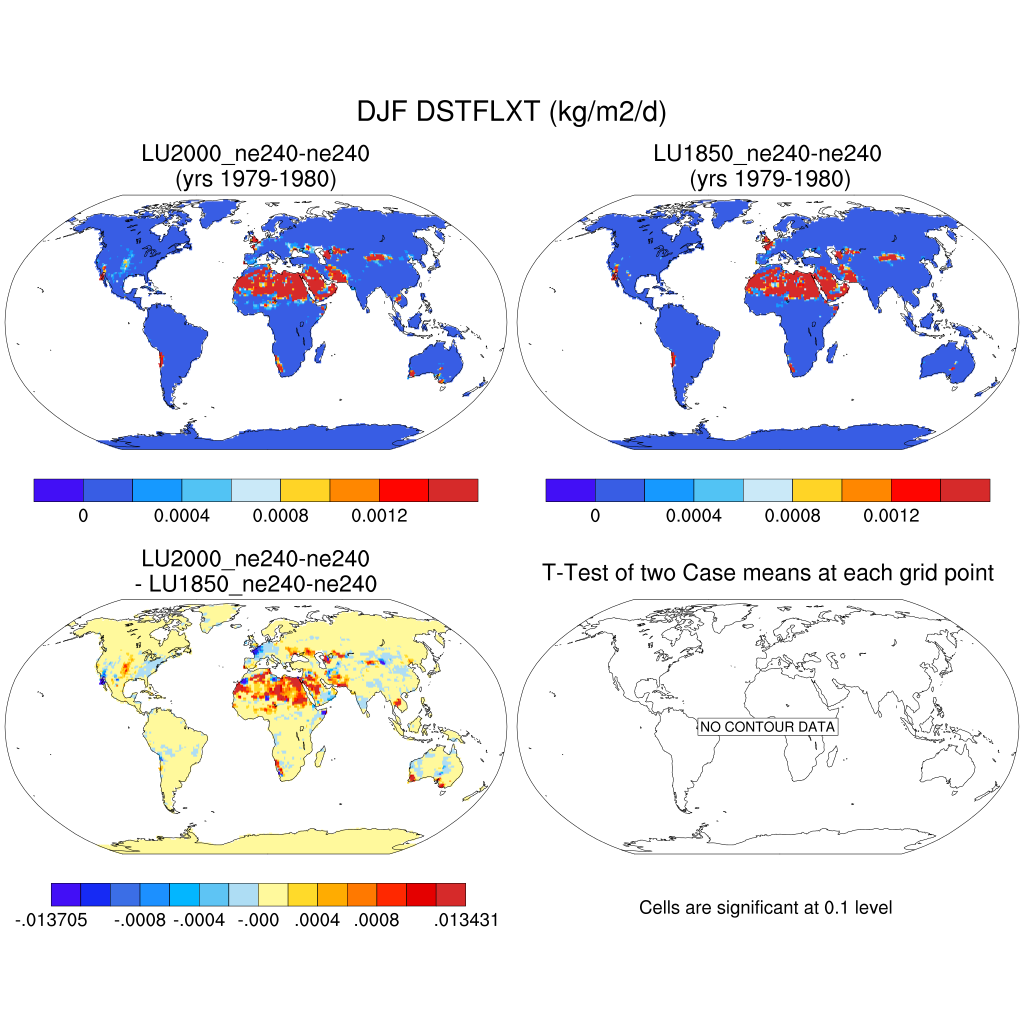 DJF DSTFLXT (kg/m2/d)
LU2000_ne240-ne240
(yrs 1979-1980)
LU1850_ne240-ne240
(yrs 1979-1980)
0 0.0004 0.0008 0.0012
0 0.0004 0.0008 0.0012
LU2000_ne240-ne240
- LU1850_ne240-ne240
T-Test of two Case means at each grid point
NO CONTOUR DATA
-.013705 -.0008 -.0004 -.000 .0004 .0008 .013431
Cells are significant at 0.1 level